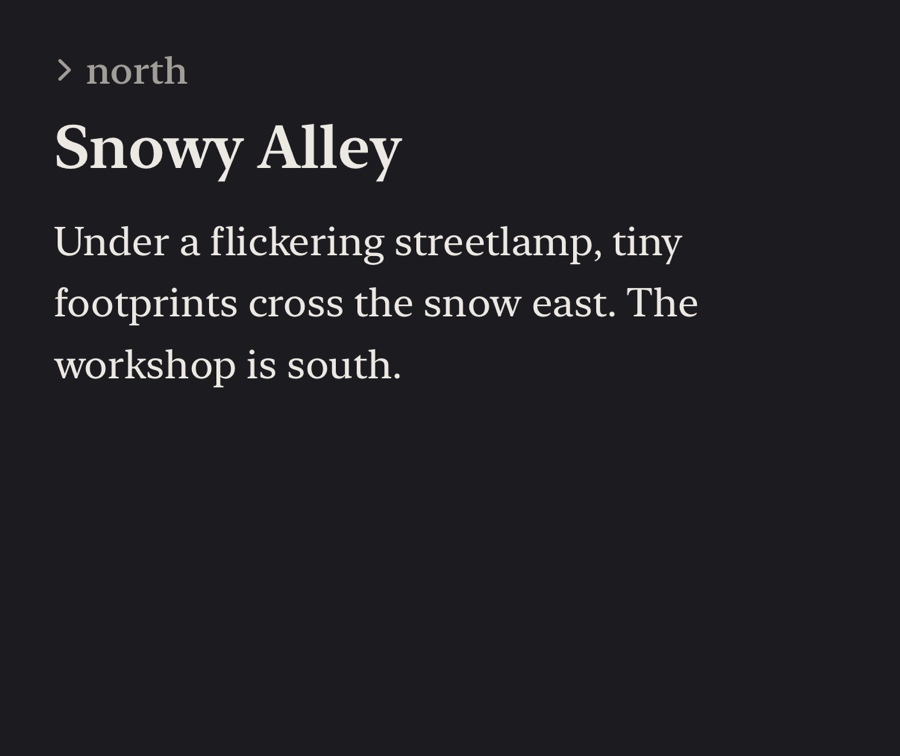 > north
Snowy Alley
Under a flickering streetlamp, tiny
footprints cross the snow east. The
workshop is south.